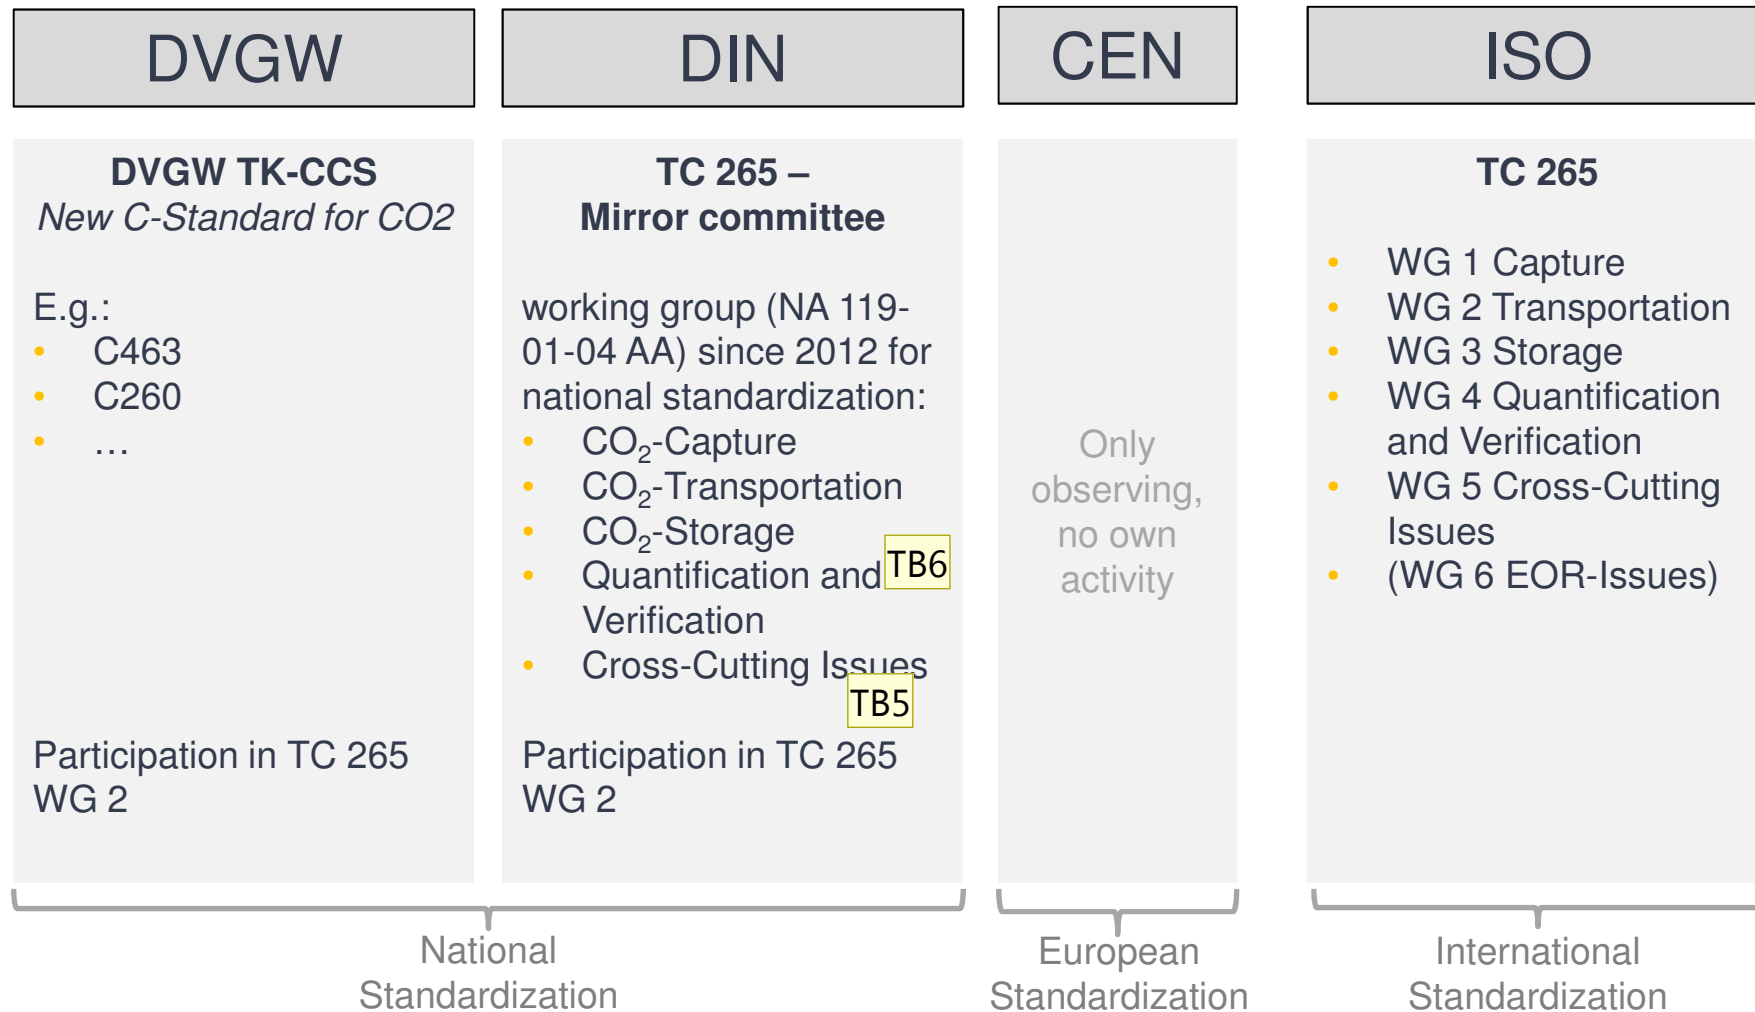 DVGW
DIN
CEN
ISO
DVGW TK-CCS
New C-Standard for CO2
E.g.:
• C463
• C260
• …
Participation in TC 265
WG 2
TC 265 –
Mirror committee
working group (NA 119-
01-04 AA) since 2012 for
national standardization:
• CO₂-Capture
• CO₂-Transportation
• CO₂-Storage
• Quantification and
Verification
• Cross-Cutting Issues
TB6
TB5
Participation in TC 265
WG 2
Only
observing,
no own
activity
TC 265
• WG 1 Capture
• WG 2 Transportation
• WG 3 Storage
• WG 4 Quantification
and Verification
• WG 5 Cross-Cutting
Issues
• (WG 6 EOR-Issues)
National
Standardization
European
Standardization
International
Standardization